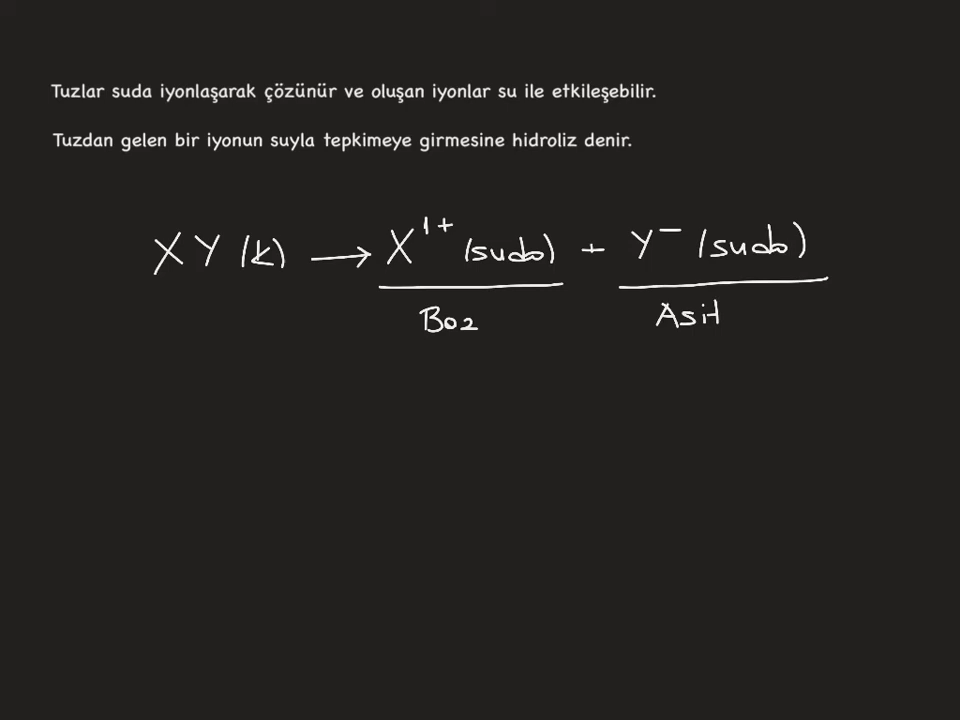 Tuzlar suda iyonlaşarak çözünür ve oluşan iyonlar su ile etkileşebilir.
Tuzdan gelen bir iyonun suyla tepkimeye girmesine hidroliz denir.
XY (k) → X¹⁺ (suda) + Y⁻ (suda)
Baz Asit